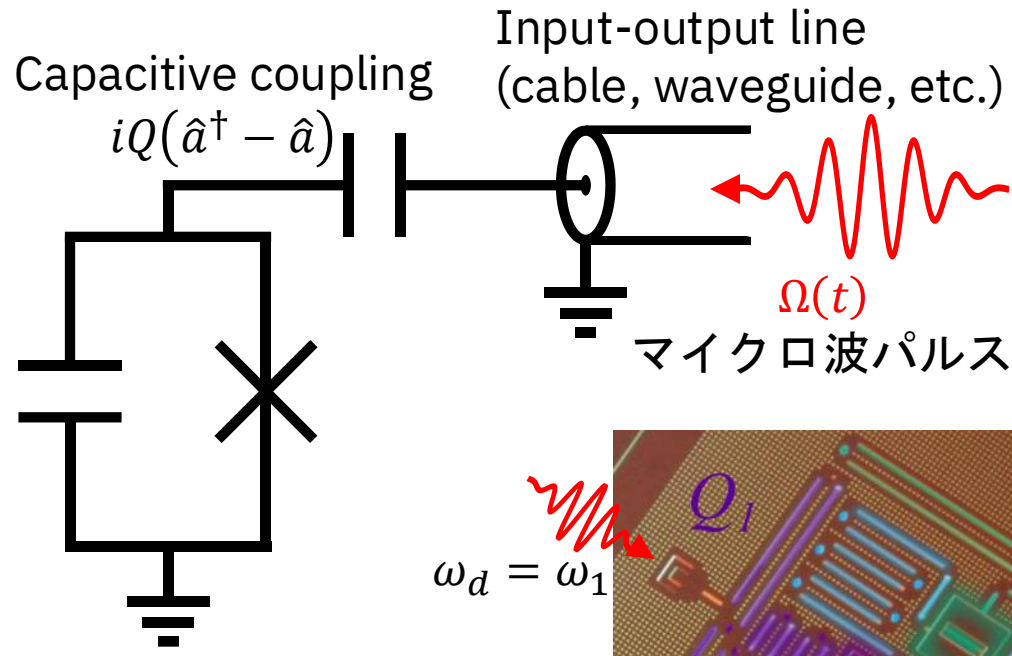 Input-output line
(cable, waveguide, etc.)
Capacitive coupling
𝑖𝑄(𝑎̂† − 𝑎̂)
Ω(𝑡)
マイクロ波パルス
𝑄₁
𝜔𝑑 = 𝜔₁